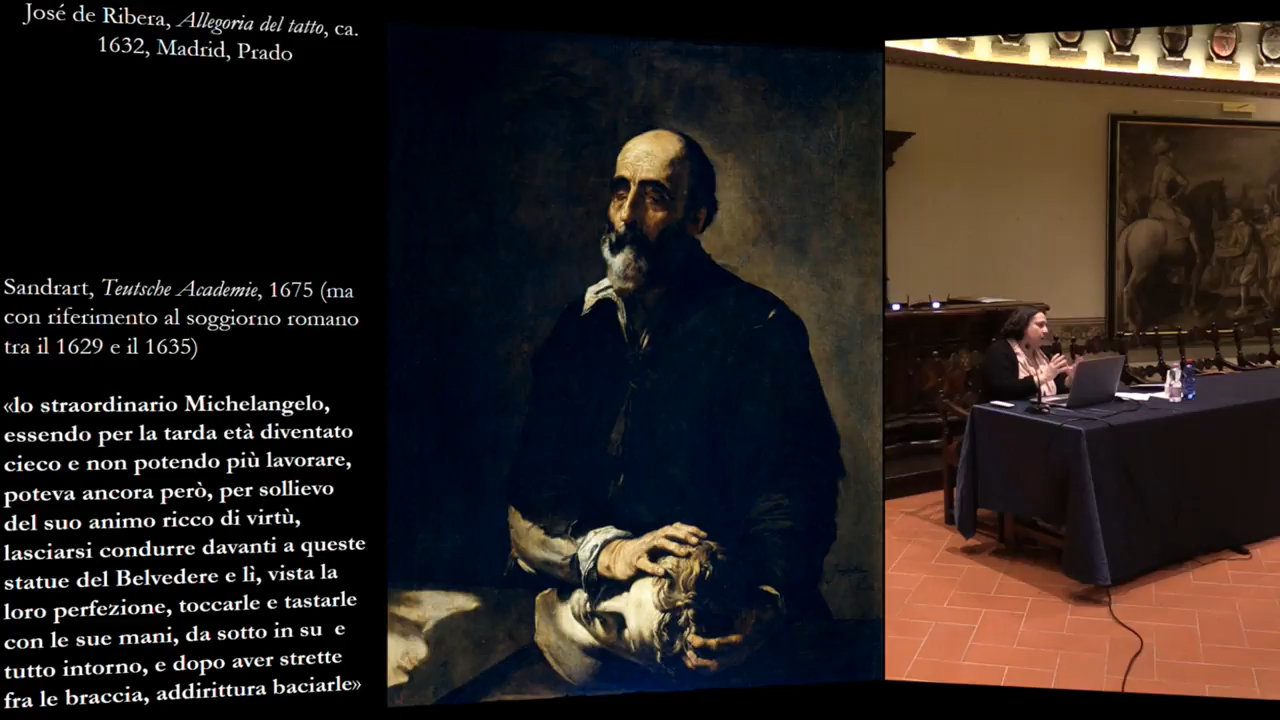 José de Ribera, Allegoria del tatto, ca.
1632, Madrid, Prado
Sandrart, Teutsche Academie, 1675 (ma
con riferimento al soggiorno romano
tra il 1629 e il 1635)
«lo straordinario Michelangelo,
essendo per la tarda età diventato
cieco e non potendo più lavorare,
poteva ancora però, per sollievo
del suo animo ricco di virtù,
lasciarsi condurre davanti a queste
statue del Belvedere e lì, vista la
loro perfezione, toccarle e tastarle
con le sue mani, da sotto in su e
tutto intorno, e dopo aver strette
fra le braccia, addirittura baciarle»